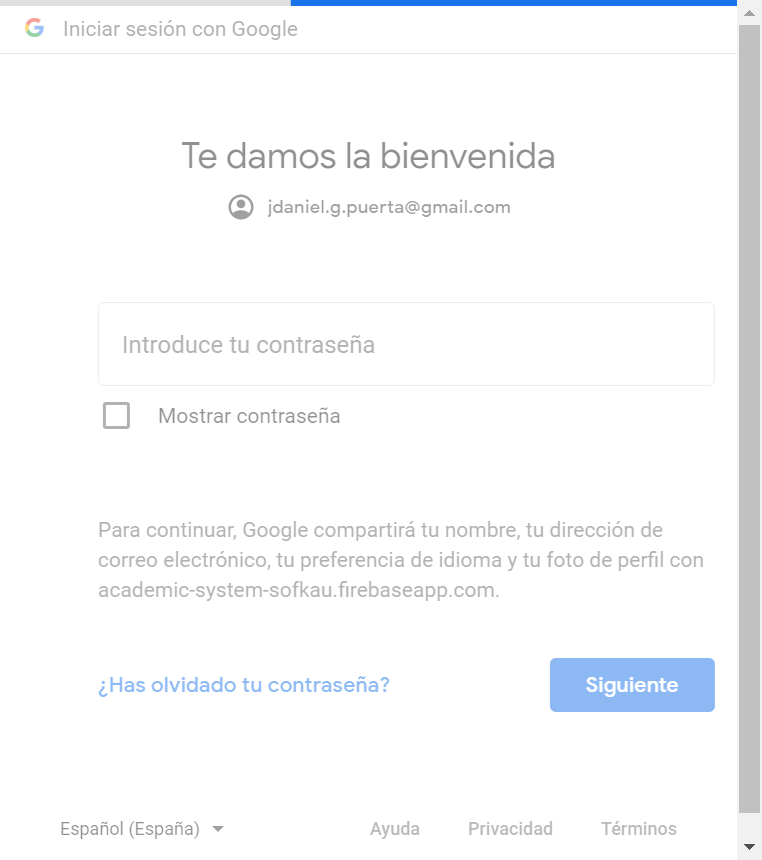 Iniciar sesión con Google
Te damos la bienvenida
jdaniel.g.puerta@gmail.com
Introduce tu contraseña
Mostrar contraseña
Para continuar, Google compartirá tu nombre, tu dirección de
correo electrónico, tu preferencia de idioma y tu foto de perfil con
academic-system-sofkau.firebaseapp.com.
¿Has olvidado tu contraseña? Siguiente
Español (España) Ayuda Privacidad Términos